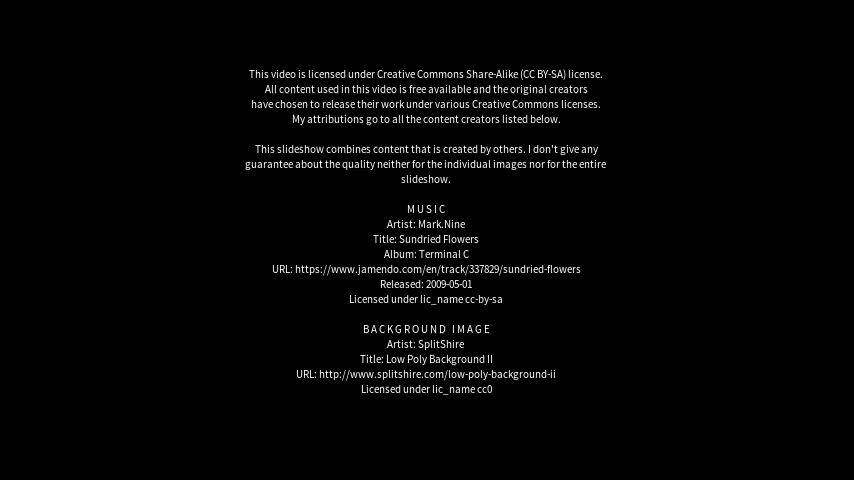 This video is licensed under Creative Commons Share-Alike (CC BY-SA) license.
All content used in this video is free available and the original creators
have chosen to release their work under various Creative Commons licenses.
My attributions go to all the content creators listed below.
This slideshow combines content that is created by others. I don't give any
guarantee about the quality neither for the individual images nor for the entire
slideshow.
MUSIC
Artist: Mark.Nine
Title: Sundried Flowers
Album: Terminal C
URL: https://www.jamendo.com/en/track/337829/sundried-flowers
Released: 2009-05-01
Licensed under lic_name cc-by-sa
BACKGROUND IMAGE
Artist: SplitShire
Title: Low Poly Background II
URL: http://www.splitshire.com/low-poly-background-ii
Licensed under lic_name cc0